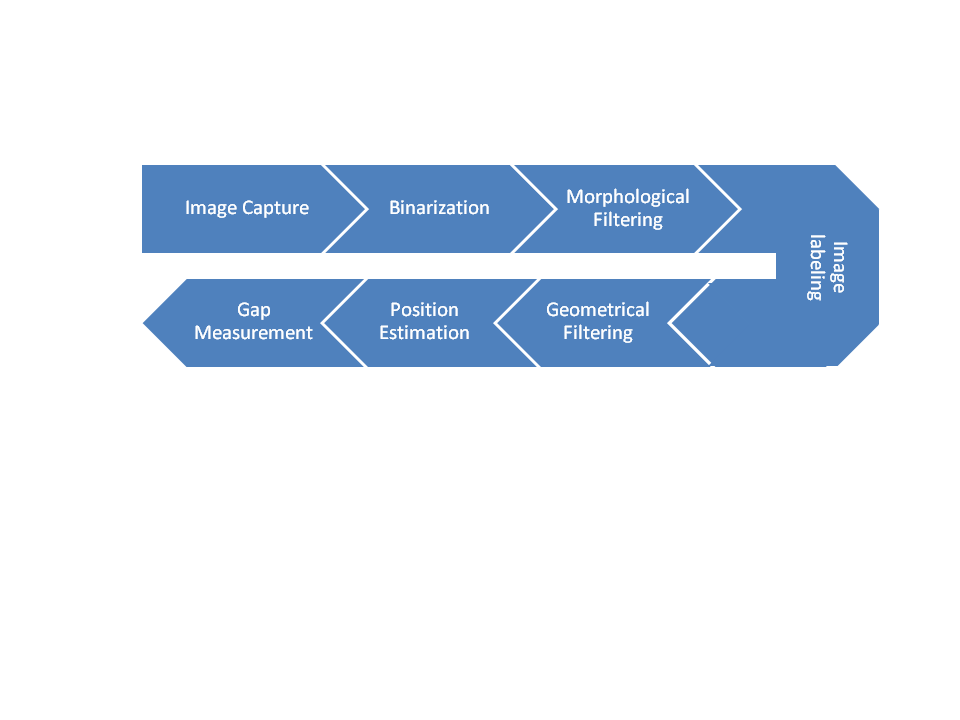 Image Capture
Binarization
Morphological
Filtering
Image
labeling
Geometrical
Filtering
Position
Estimation
Gap
Measurement